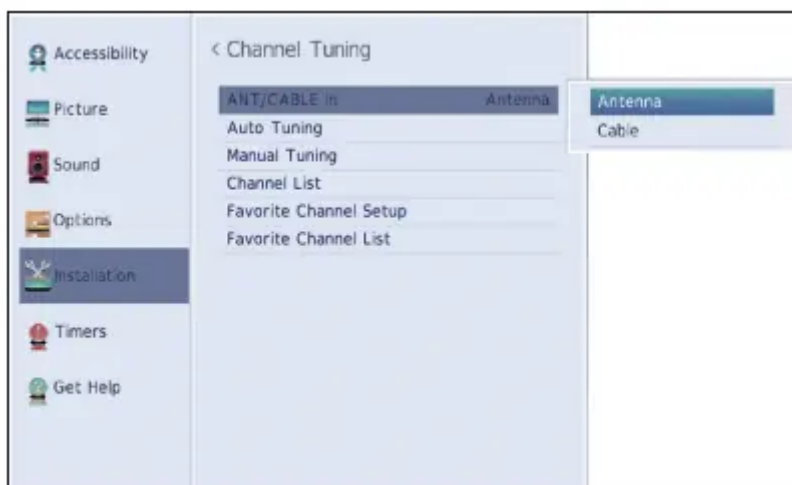 Accessibility
Picture
Sound
Options
Installation
Timers
Get Help
< Channel Tuning
ANT/CABLE in Antenna
Auto Tuning
Manual Tuning
Channel List
Favorite Channel Setup
Favorite Channel List
Antenna
Cable